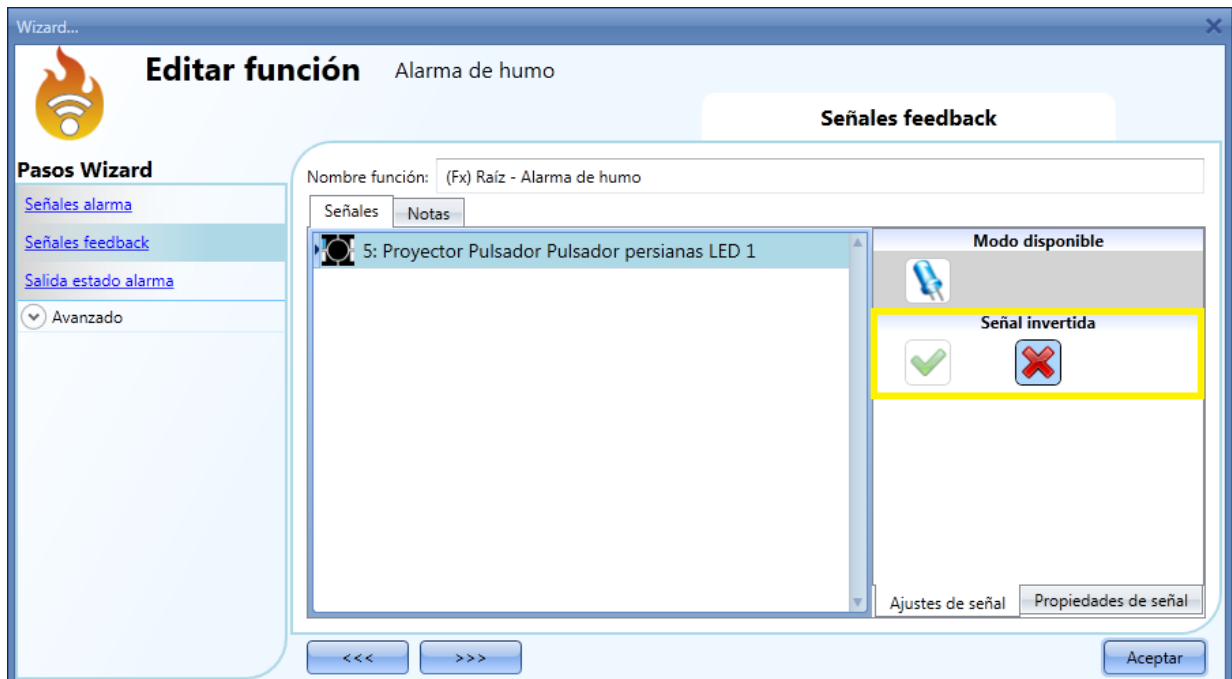 Wizard...
Editar función Alarma de humo
Señales feedback
Pasos Wizard
Señales alarma
Señales feedback
Salida estado alarma
Avanzado
Nombre función: (Fx) Raíz - Alarma de humo
Señales Notas
5: Proyector Pulsador Pulsador persianas LED 1
Modo disponible
Señal invertida
Ajustes de señal Propiedades de señal
<<< >>> Aceptar